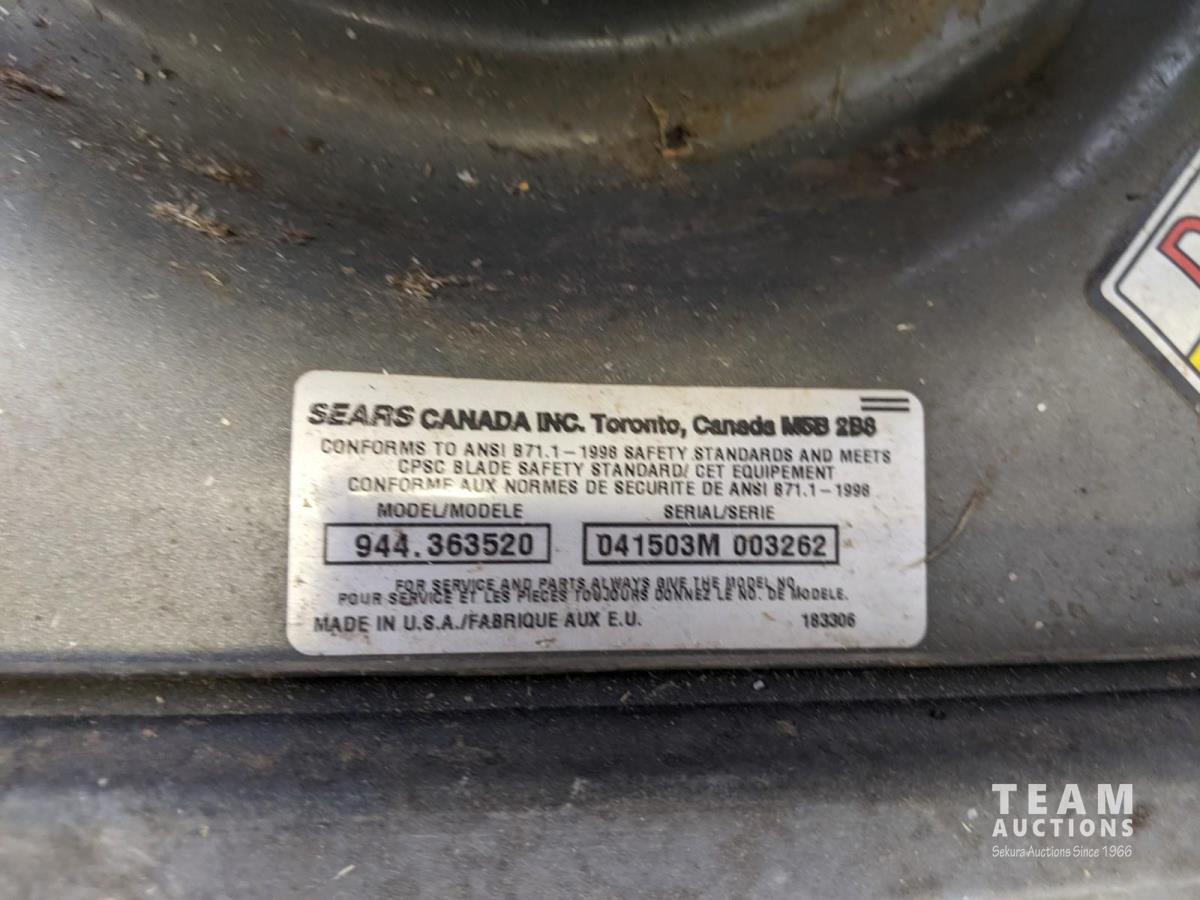 SEARS CANADA INC. Toronto, Canada M5B 2B8
CONFORMS TO ANSI B71.1-1998 SAFETY STANDARDS AND MEETS
CPSC BLADE SAFETY STANDARD/ CET EQUIPEMENT
CONFORME AUX NORMES DE SECURITE DE ANSI B71.1-1998
MODEL/MODELE SERIAL/SERIE
944.363520 041503M 003262
FOR SERVICE AND PARTS ALWAYS GIVE THE MODEL NO.
POUR SERVICE ET LES PIECES TOUJOURS DONNEZ LE NO. DE MODELE.
MADE IN U.S.A./FABRIQUE AUX E.U. 183306
TEAM
AUCTIONS
Sekura Auctions Since 1966